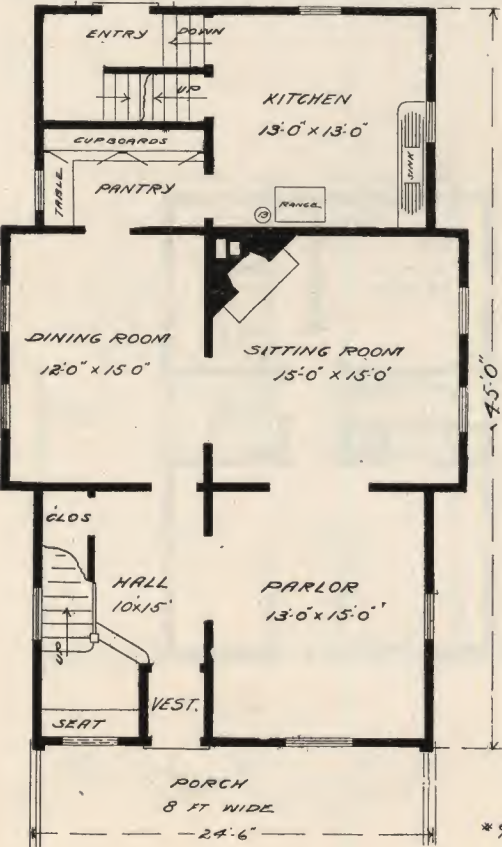 ENTRY
DOWN
UP
KITCHEN
13'-0" X 13'-0"
CUPBOARDS
TABLE
PANTRY
SINK
RANGE
B
DINING ROOM
12'-0" X 15'0"
SITTING ROOM
15'-0" X 15'-0'
45'-0"
CLOS
HALL
10'X15'
PARLOR
13'-0" X 15'-0"
UP
VEST.
SEAT
PORCH
8 FT WIDE
24'-6"